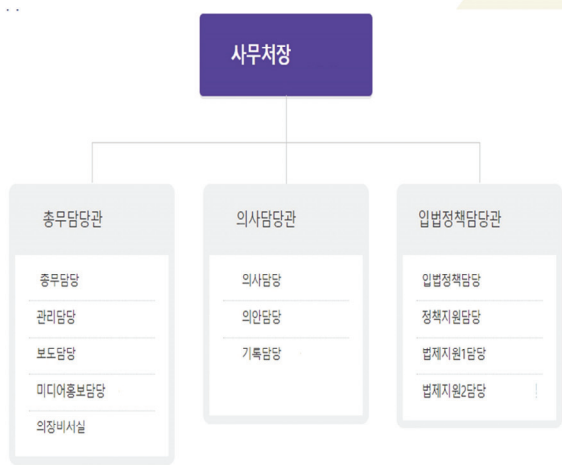 사무처장
총무담당관
총무담당
관리담당
보도담당
미디어홍보담당
의장비서실
의사담당관
의사담당
의안담당
기록담당
입법정책담당관
입법정책담당
정책지원담당
법제지원1담당
법제지원2담당